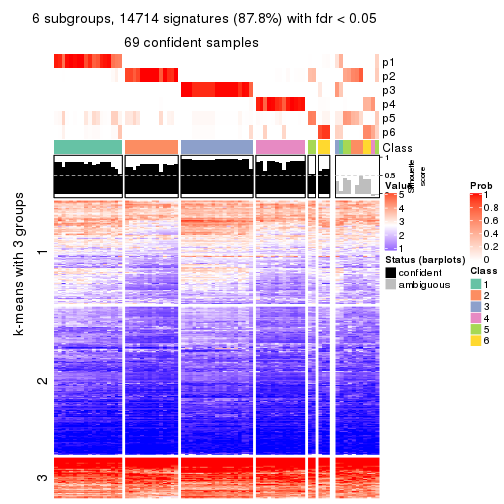 6 subgroups, 14714 signatures (87.8%) with fdr < 0.05
69 confident samples
p1
p2
p3
p4
p5
p6
Class
1
0.5
0
Silhouette
score
k-means with 3 groups
1
2
3
Value
5
4
3
2
1
Status (barplots)
confident
ambiguous
Prob
1
0.8
0.6
0.4
0.2
0
Class
1
2
3
4
5
6